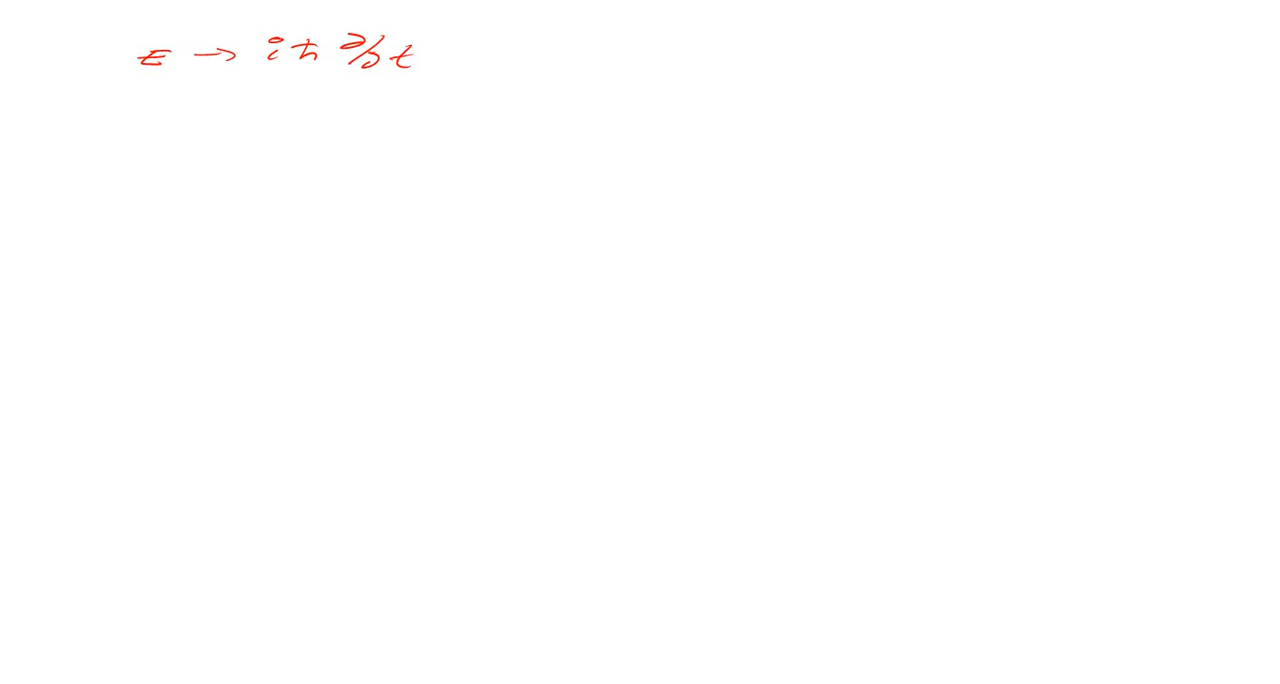 E → iħ ∂/∂t